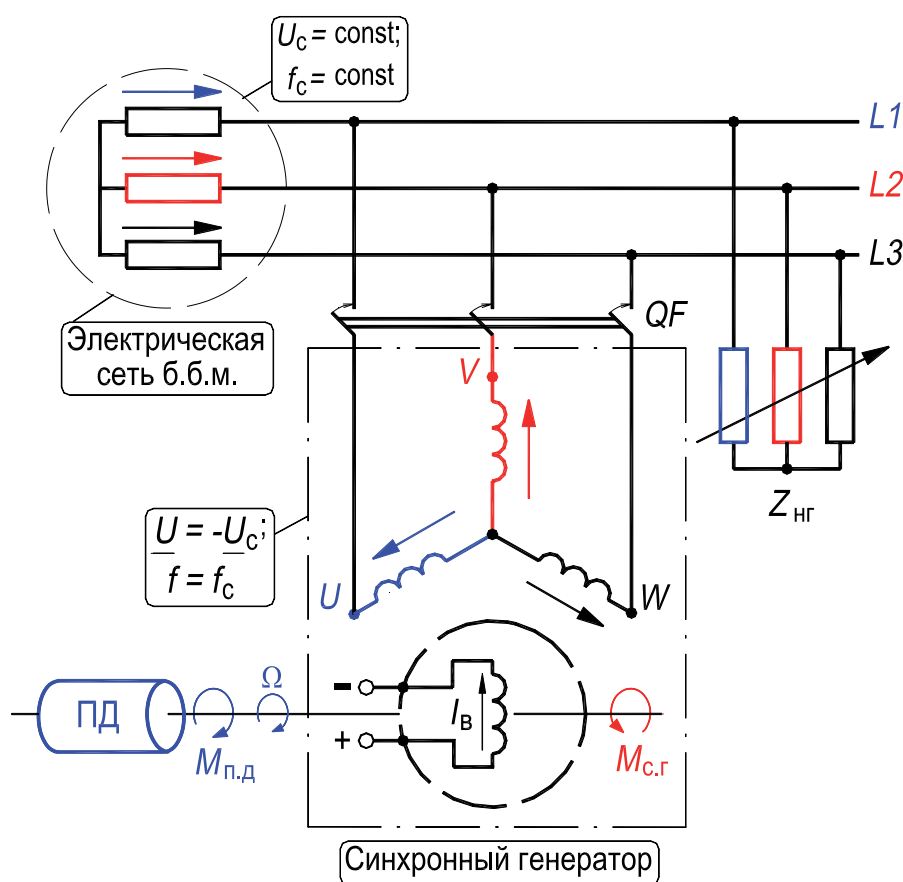 Uс = const;
fс = const
L1
L2
L3
Электрическая
сеть б.б.м.
QF
V
Zнг
U = -Uс;
f = fс
U
W
ПД
Ω
Mп.д
-
+
Iв
Mс.г
Синхронный генератор